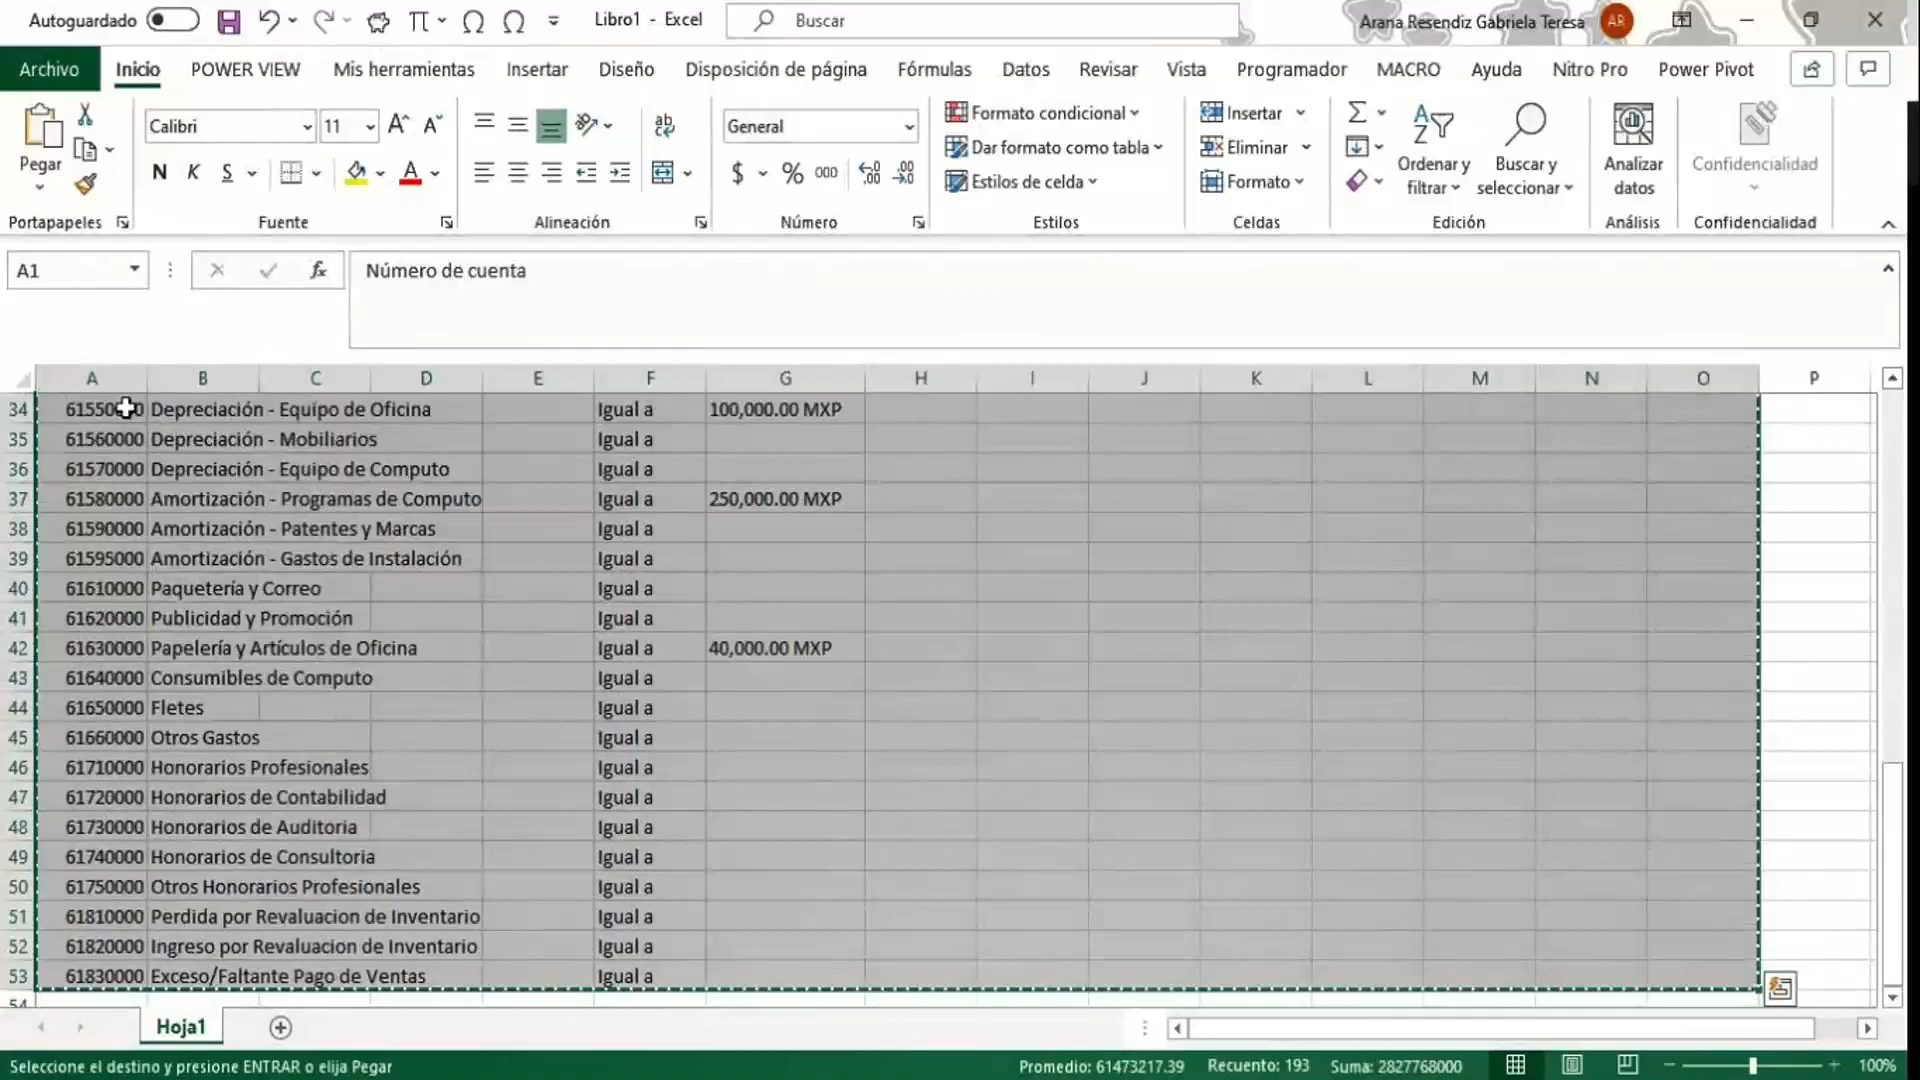 Autoguardado
Libro1 - Excel
Buscar
Arana Resendiz Gabriela Teresa
AR
Archivo
Inicio
POWER VIEW
Mis herramientas
Insertar
Diseño
Disposición de página
Fórmulas
Datos
Revisar
Vista
Programador
MACRO
Ayuda
Nitro Pro
Power Pivot
Pegar
Calibri
11
N K S
General
$ % 000
Formato condicional
Dar formato como tabla
Estilos de celda
Insertar
Eliminar
Formato
Ordenar y filtrar
Buscar y seleccionar
Analizar datos
Confidencialidad
Portapapeles
Fuente
Alineación
Número
Estilos
Celdas
Edición
Análisis
Confidencialidad
A1
fx
Número de cuenta
A B C D E F G H I J K L M N O P
34 61550 0 Depreciación - Equipo de Oficina Igual a 100,000.00 MXP
35 61560000 Depreciación - Mobiliarios Igual a
36 61570000 Depreciación - Equipo de Computo Igual a
37 61580000 Amortización - Programas de Computo Igual a 250,000.00 MXP
38 61590000 Amortización - Patentes y Marcas Igual a
39 61595000 Amortización - Gastos de Instalación Igual a
40 61610000 Paquetería y Correo Igual a
41 61620000 Publicidad y Promoción Igual a
42 61630000 Papelería y Artículos de Oficina Igual a 40,000.00 MXP
43 61640000 Consumibles de Computo Igual a
44 61650000 Fletes Igual a
45 61660000 Otros Gastos Igual a
46 61710000 Honorarios Profesionales Igual a
47 61720000 Honorarios de Contabilidad Igual a
48 61730000 Honorarios de Auditoria Igual a
49 61740000 Honorarios de Consultoria Igual a
50 61750000 Otros Honorarios Profesionales Igual a
51 61810000 Perdida por Revaluacion de Inventario Igual a
52 61820000 Ingreso por Revaluacion de Inventario Igual a
53 61830000 Exceso/Faltante Pago de Ventas Igual a
54
Hoja1
Seleccione el destino y presione ENTRAR o elija Pegar
Promedio: 61473217.39
Recuento: 193
Suma: 2827768000
100%